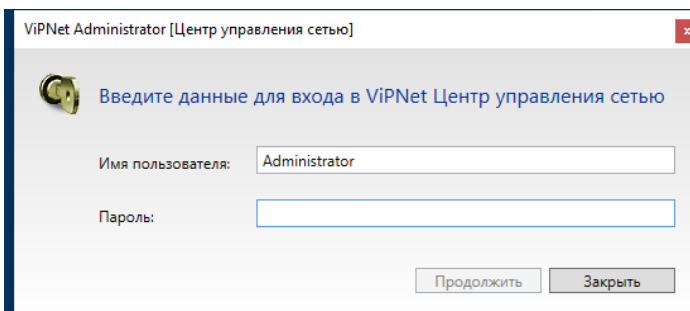 ViPNet Administrator [Центр управления сетью]
Введите данные для входа в ViPNet Центр управления сетью
Имя пользователя: Administrator
Пароль:
Продолжить Закрыть